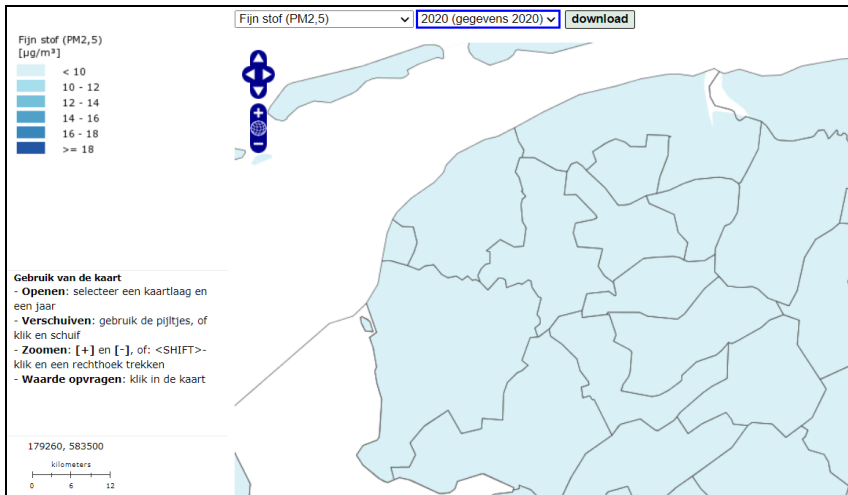 Fijn stof (PM2,5)
2020 (gegevens 2020)
download
Fijn stof (PM2,5)
[µg/m³]
< 10
10 - 12
12 - 14
14 - 16
16 - 18
>= 18
Gebruik van de kaart
- Openen: selecteer een kaartlaag en
een jaar
- Verschuiven: gebruik de pijltjes, of
klik en schuif
- Zoomen: [+] en [-], of: <SHIFT>-
klik en een rechthoek trekken
- Waarde opvragen: klik in de kaart
179260, 583500
kilometers
0 6 12